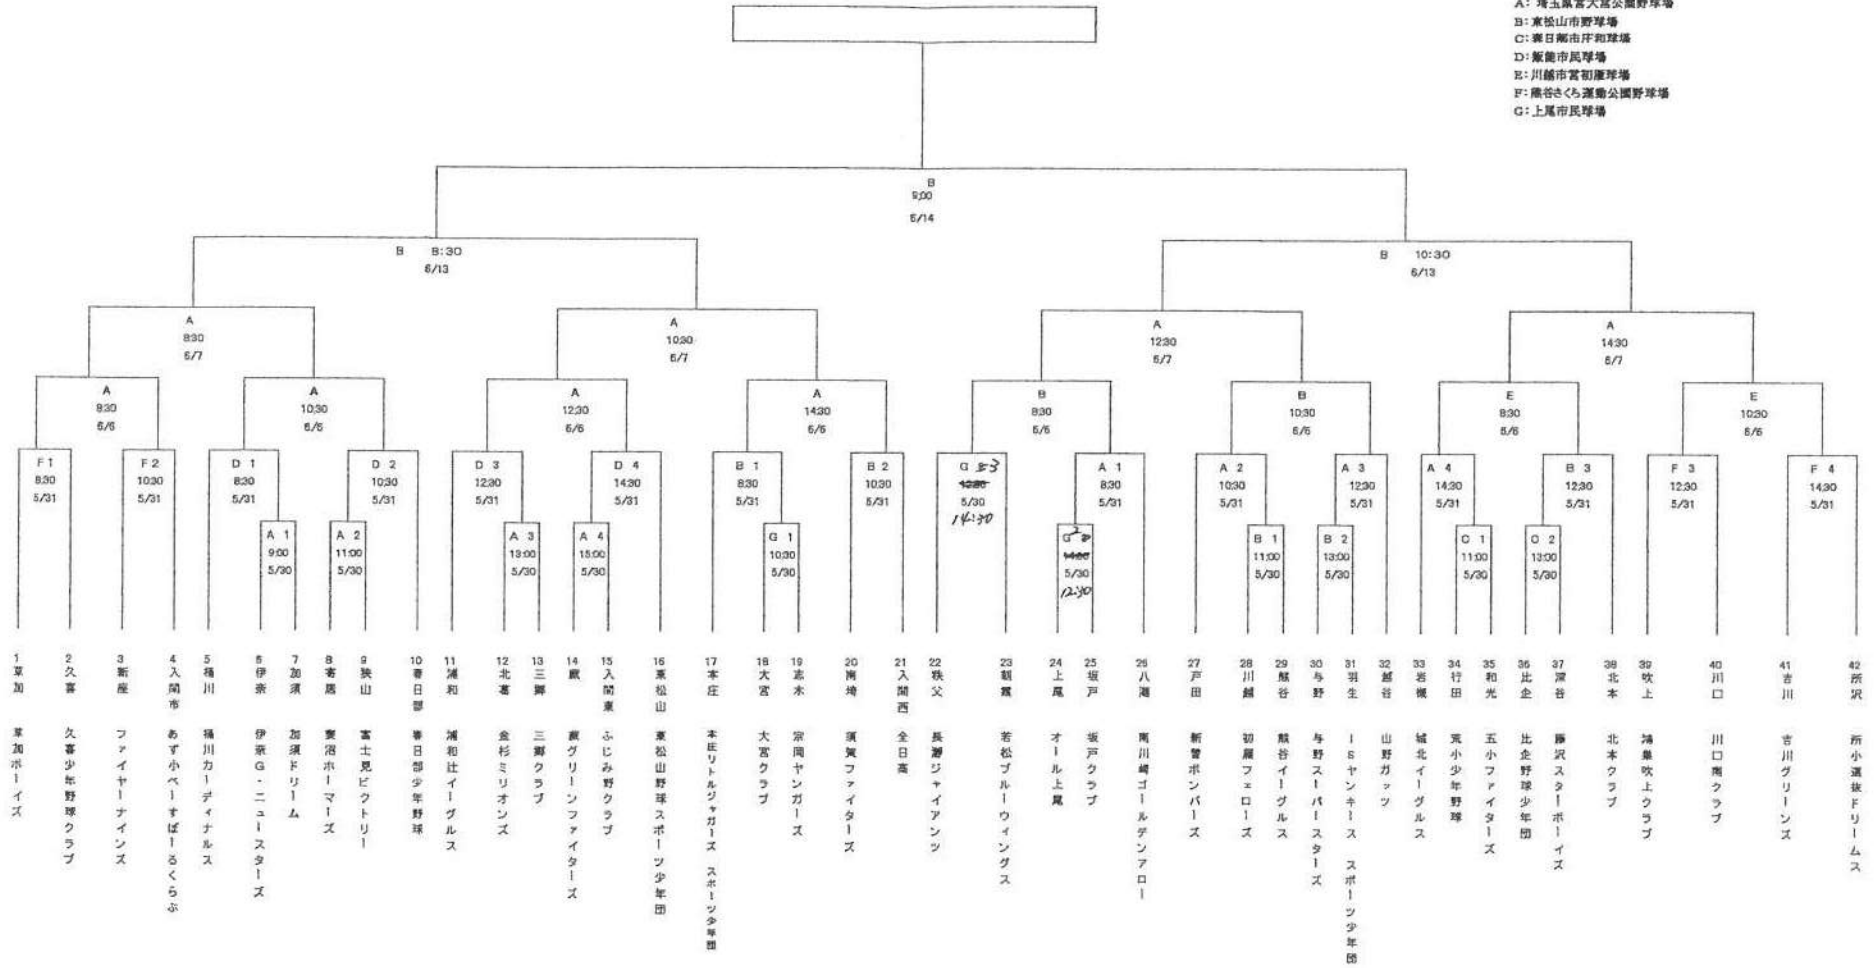 A: 埼玉県営大宮公園野球場
B: 東松山市野球場
C: 春日部市庄和球場
D: 飯能市民球場
E: 川越市営初雁球場
F: 熊谷さくら運動公園野球場
G: 上尾市民球場
B
9:00
6/14
B 8:30
6/13
B 10:30
6/13
A
8:30
6/7
A
10:30
6/7
A
12:30
6/7
A
14:30
6/7
A
8:30
6/6
A
10:30
6/6
A
12:30
6/6
A
14:30
6/6
B
8:30
6/6
B
10:30
6/6
E
8:30
6/6
E
10:30
6/6
F 1
8:30
5/31
F 2
10:30
5/31
D 1
8:30
5/31
D 2
10:30
5/31
D 3
12:30
5/31
D 4
14:30
5/31
B 1
8:30
5/31
B 2
10:30
5/31
G 3
5/30
14:30
A 1
8:30
5/31
A 2
10:30
5/31
A 3
12:30
5/31
A 4
14:30
5/31
B 3
12:30
5/31
F 3
12:30
5/31
F 4
14:30
5/31
A 1
9:00
5/30
A 2
11:00
5/30
A 3
13:00
5/30
A 4
15:00
5/30
G 1
10:30
5/30
G 2
5/30
12:30
B 1
11:00
5/30
B 2
13:00
5/30
C 1
11:00
5/30
C 2
13:00
5/30
1 草加 草加ボーイズ
2 久喜 久喜少年野球クラブ
3 新座 ファイヤーナインズ
4 入間市 あず小べーすぼーるくらぶ
5 桶川 桶川カーディナルス
6 伊奈 伊奈G・ニュースターズ
7 加須 加須ドリーム
8 寄居 糞沼ホーマーズ
9 狭山 富士見ビクトリー
10 春日部 春日部少年野球
11 浦和 浦和辻イーグルス
12 北葛 金杉ミリオンズ
13 三郷 三郷クラブ
14 蕨 蕨グリーンファイターズ
15 入間東 ふじみ野クラブ
16 東松山 東松山野球スポーツ少年団
17 本庄 本庄リトルジャガーズ スポーツ少年団
18 大宮 大宮クラブ
19 志木 宗岡ヤンガーズ
20 南埼 須賀ファイターズ
21 入間西 全日高
22 秩父 長瀞ジャイアンツ
23 朝霞 若松ブルーウィングス
24 上尾 オール上尾
25 坂戸 坂戸クラブ
26 八潮 南川崎ゴールデンアロー
27 戸田 新曽ボンバーズ
28 川越 初雁フェローズ
29 熊谷 熊谷イーグルス
30 与野 与野スーパースターズ
31 羽生 ISヤンキース スポーツ少年団
32 越谷 山野ガッツ
33 岩槻 城北イーグルス
34 行田 荒小少年野球
35 和光 五小ファイターズ
36 比企 比企野球少年団
37 深谷 藤沢スターボーイズ
38 北本 北本クラブ
39 吹上 鴻巣吹上クラブ
40 川口 川口南クラブ
41 吉川 吉川グリーンズ
42 所沢 所小選抜ドリームス